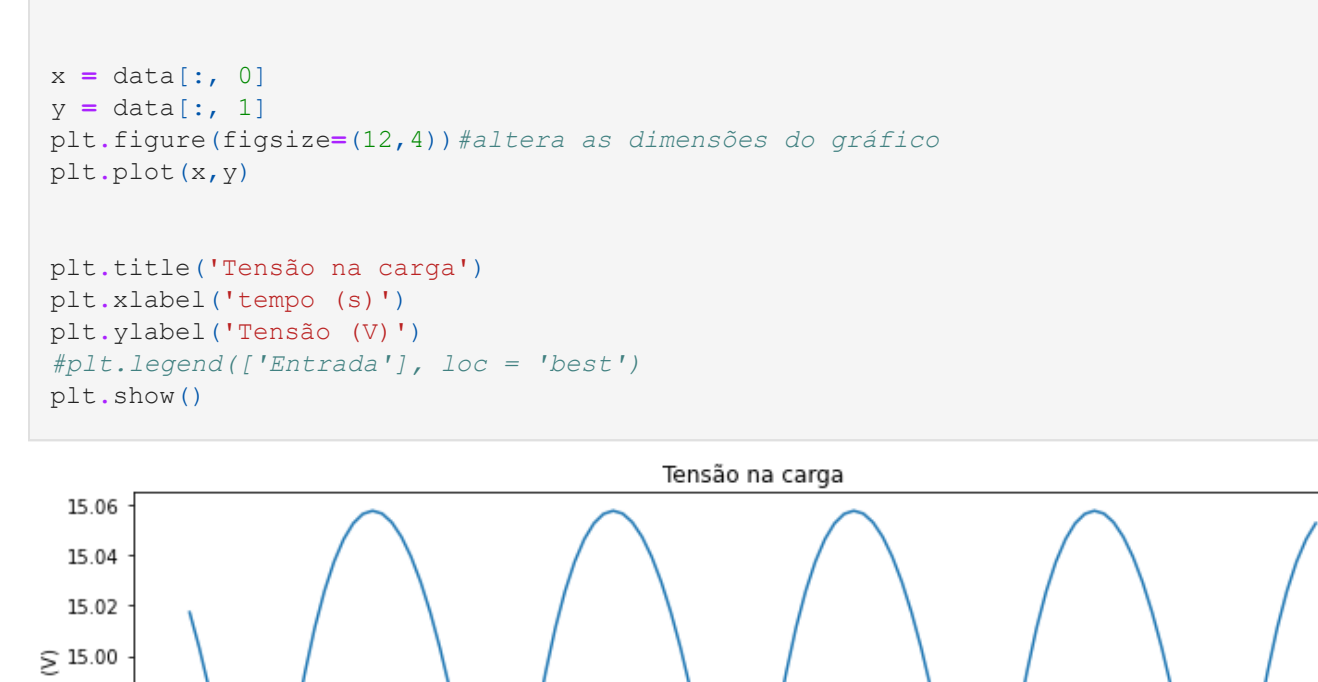 x = data[:, 0]
y = data[:, 1]
plt.figure(figsize=(12,4))#altera as dimensões do gráfico
plt.plot(x,y)
plt.title('Tensão na carga')
plt.xlabel('tempo (s)')
plt.ylabel('Tensão (V)')
#plt.legend(['Entrada'], loc = 'best')
plt.show()
Tensão na carga
15.06
15.04
15.02
15.00
(V)